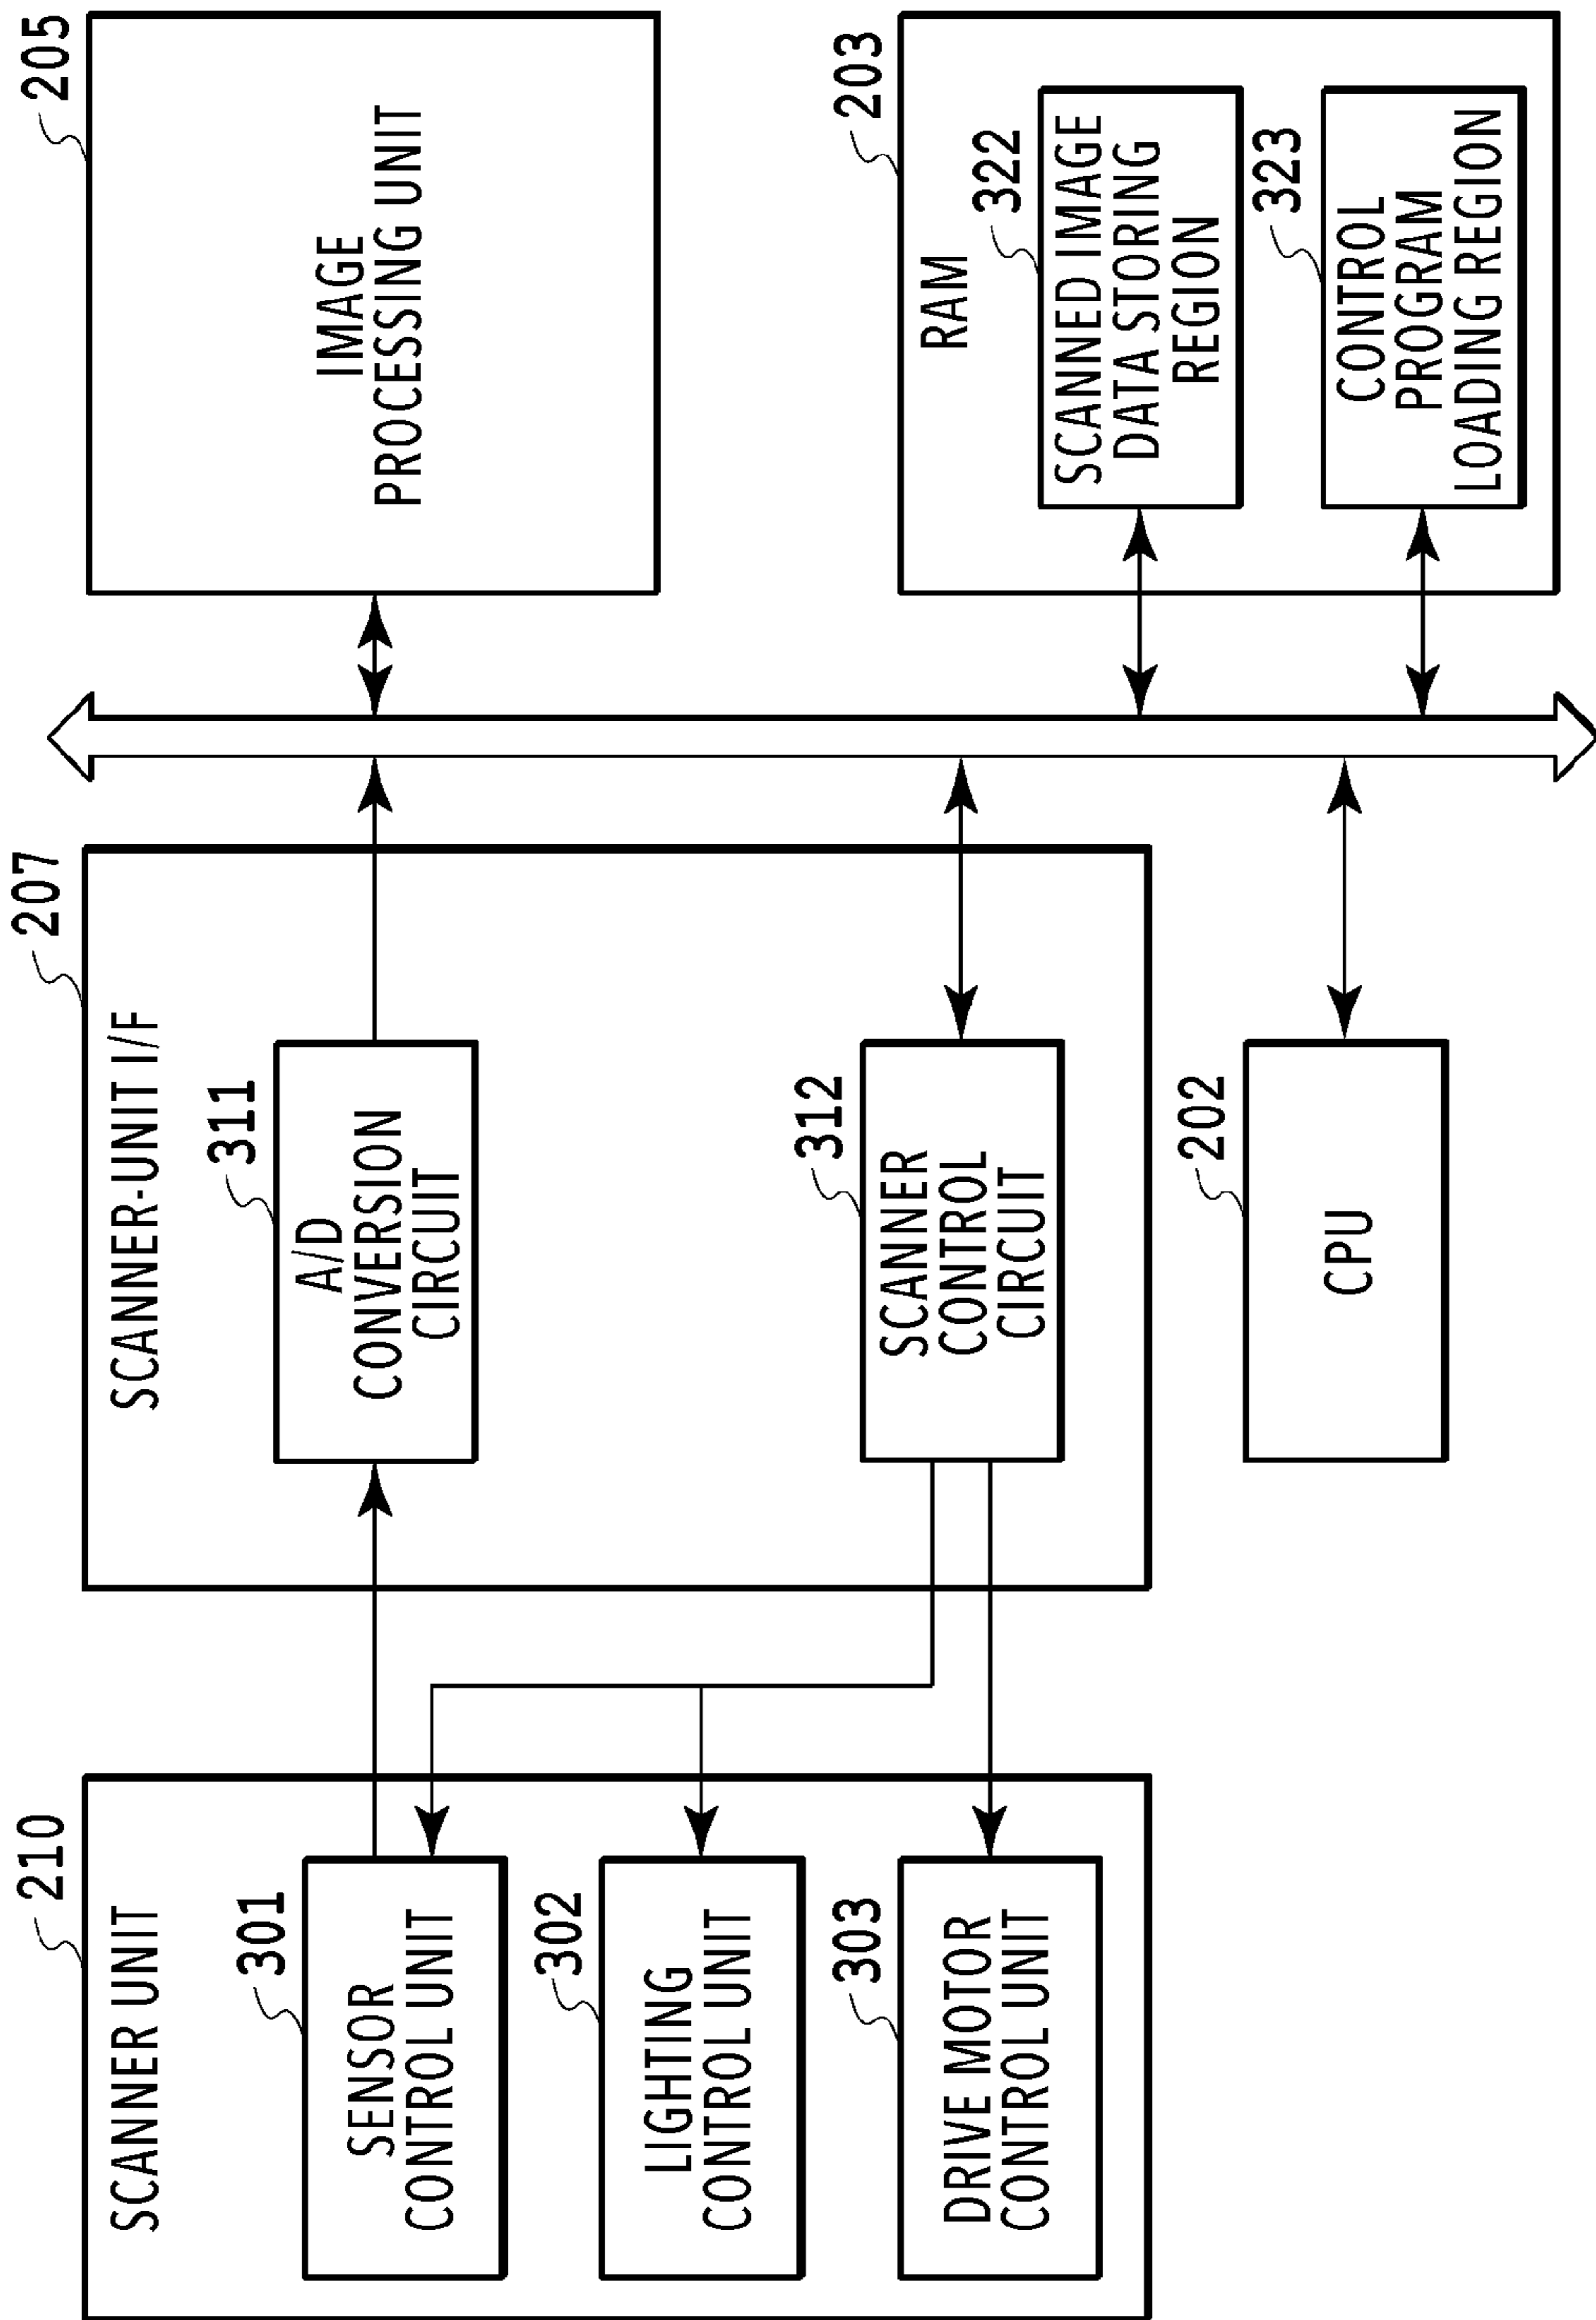 210
SCANNER UNIT
301
SENSOR
CONTROL UNIT
302
LIGHTING
CONTROL UNIT
303
DRIVE MOTOR
CONTROL UNIT
207
SCANNER-UNIT I/F
311
A/D
CONVERSION
CIRCUIT
312
SCANNER
CONTROL
CIRCUIT
202
CPU
205
IMAGE
PROCESSING UNIT
203
RAM
322
SCANNED IMAGE
DATA STORING
REGION
323
CONTROL
PROGRAM
LOADING REGION